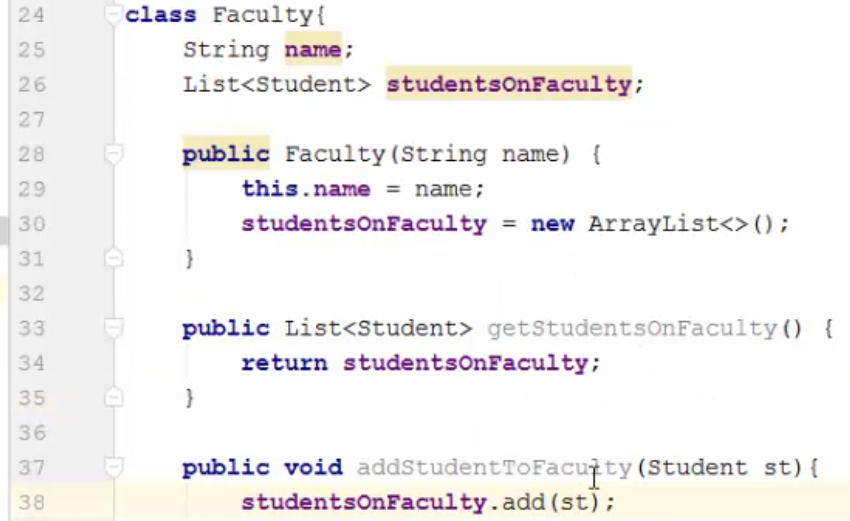 24 class Faculty{
25 String name;
26 List<Student> studentsOnFaculty;
27
28 public Faculty(String name) {
29 this.name = name;
30 studentsOnFaculty = new ArrayList<>();
31 }
32
33 public List<Student> getStudentsOnFaculty() {
34 return studentsOnFaculty;
35 }
36
37 public void addStudentToFaculty(Student st){
38 studentsOnFaculty.add(st);